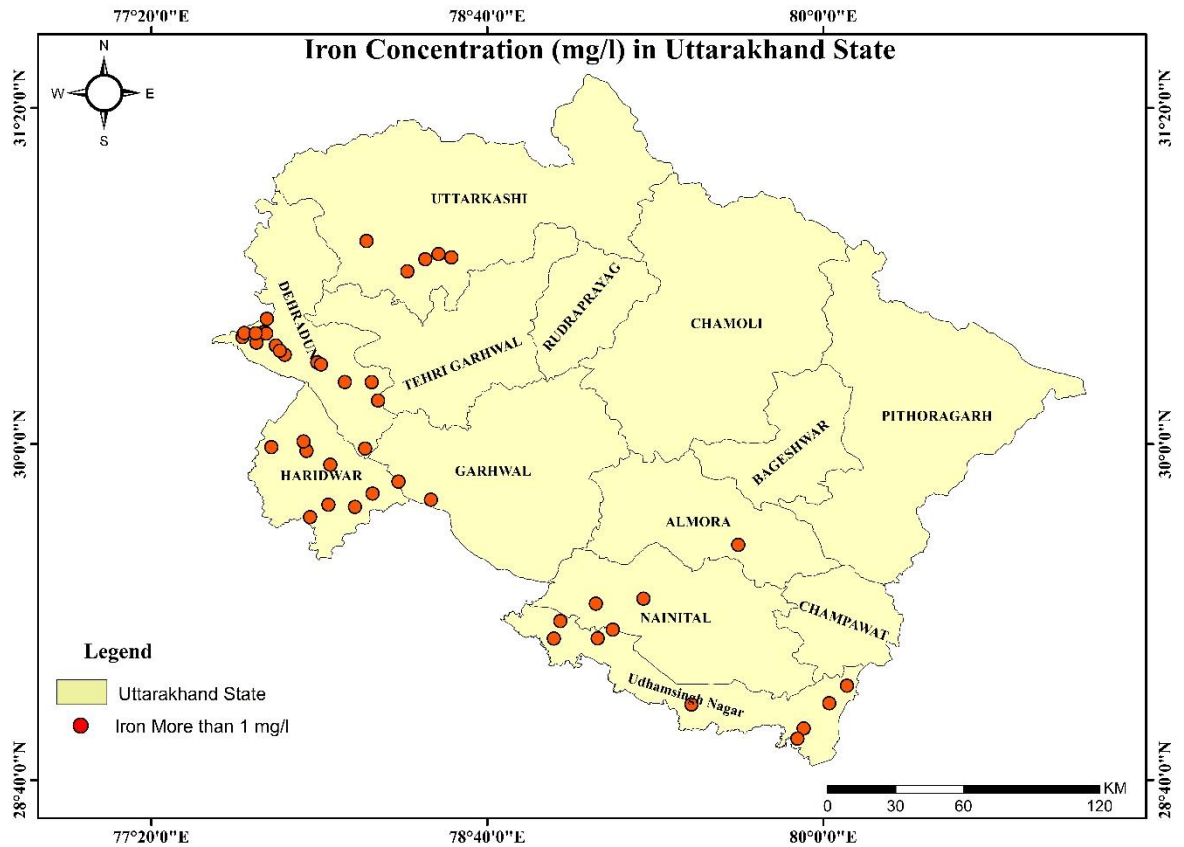 77°20'0"E 78°40'0"E 80°0'0"E
Iron Concentration (mg/l) in Uttarakhand State
N
W E
S
31°20'0"N 31°20'0"N
UTTARKASHI
DEHRADUN
RUDRAPRAYAG
CHAMOLI
TEHRI GARHWAL
PITHORAGARH
30°0'0"N 30°0'0"N
BAGESHWAR
HARIDWAR
GARHWAL
ALMORA
NAINITAL
CHAMPAWAT
Udhamsingh Nagar
Legend
Uttarakhand State
Iron More than 1 mg/l
28°40'0"N 28°40'0"N
KM
0 30 60 120
77°20'0"E 78°40'0"E 80°0'0"E